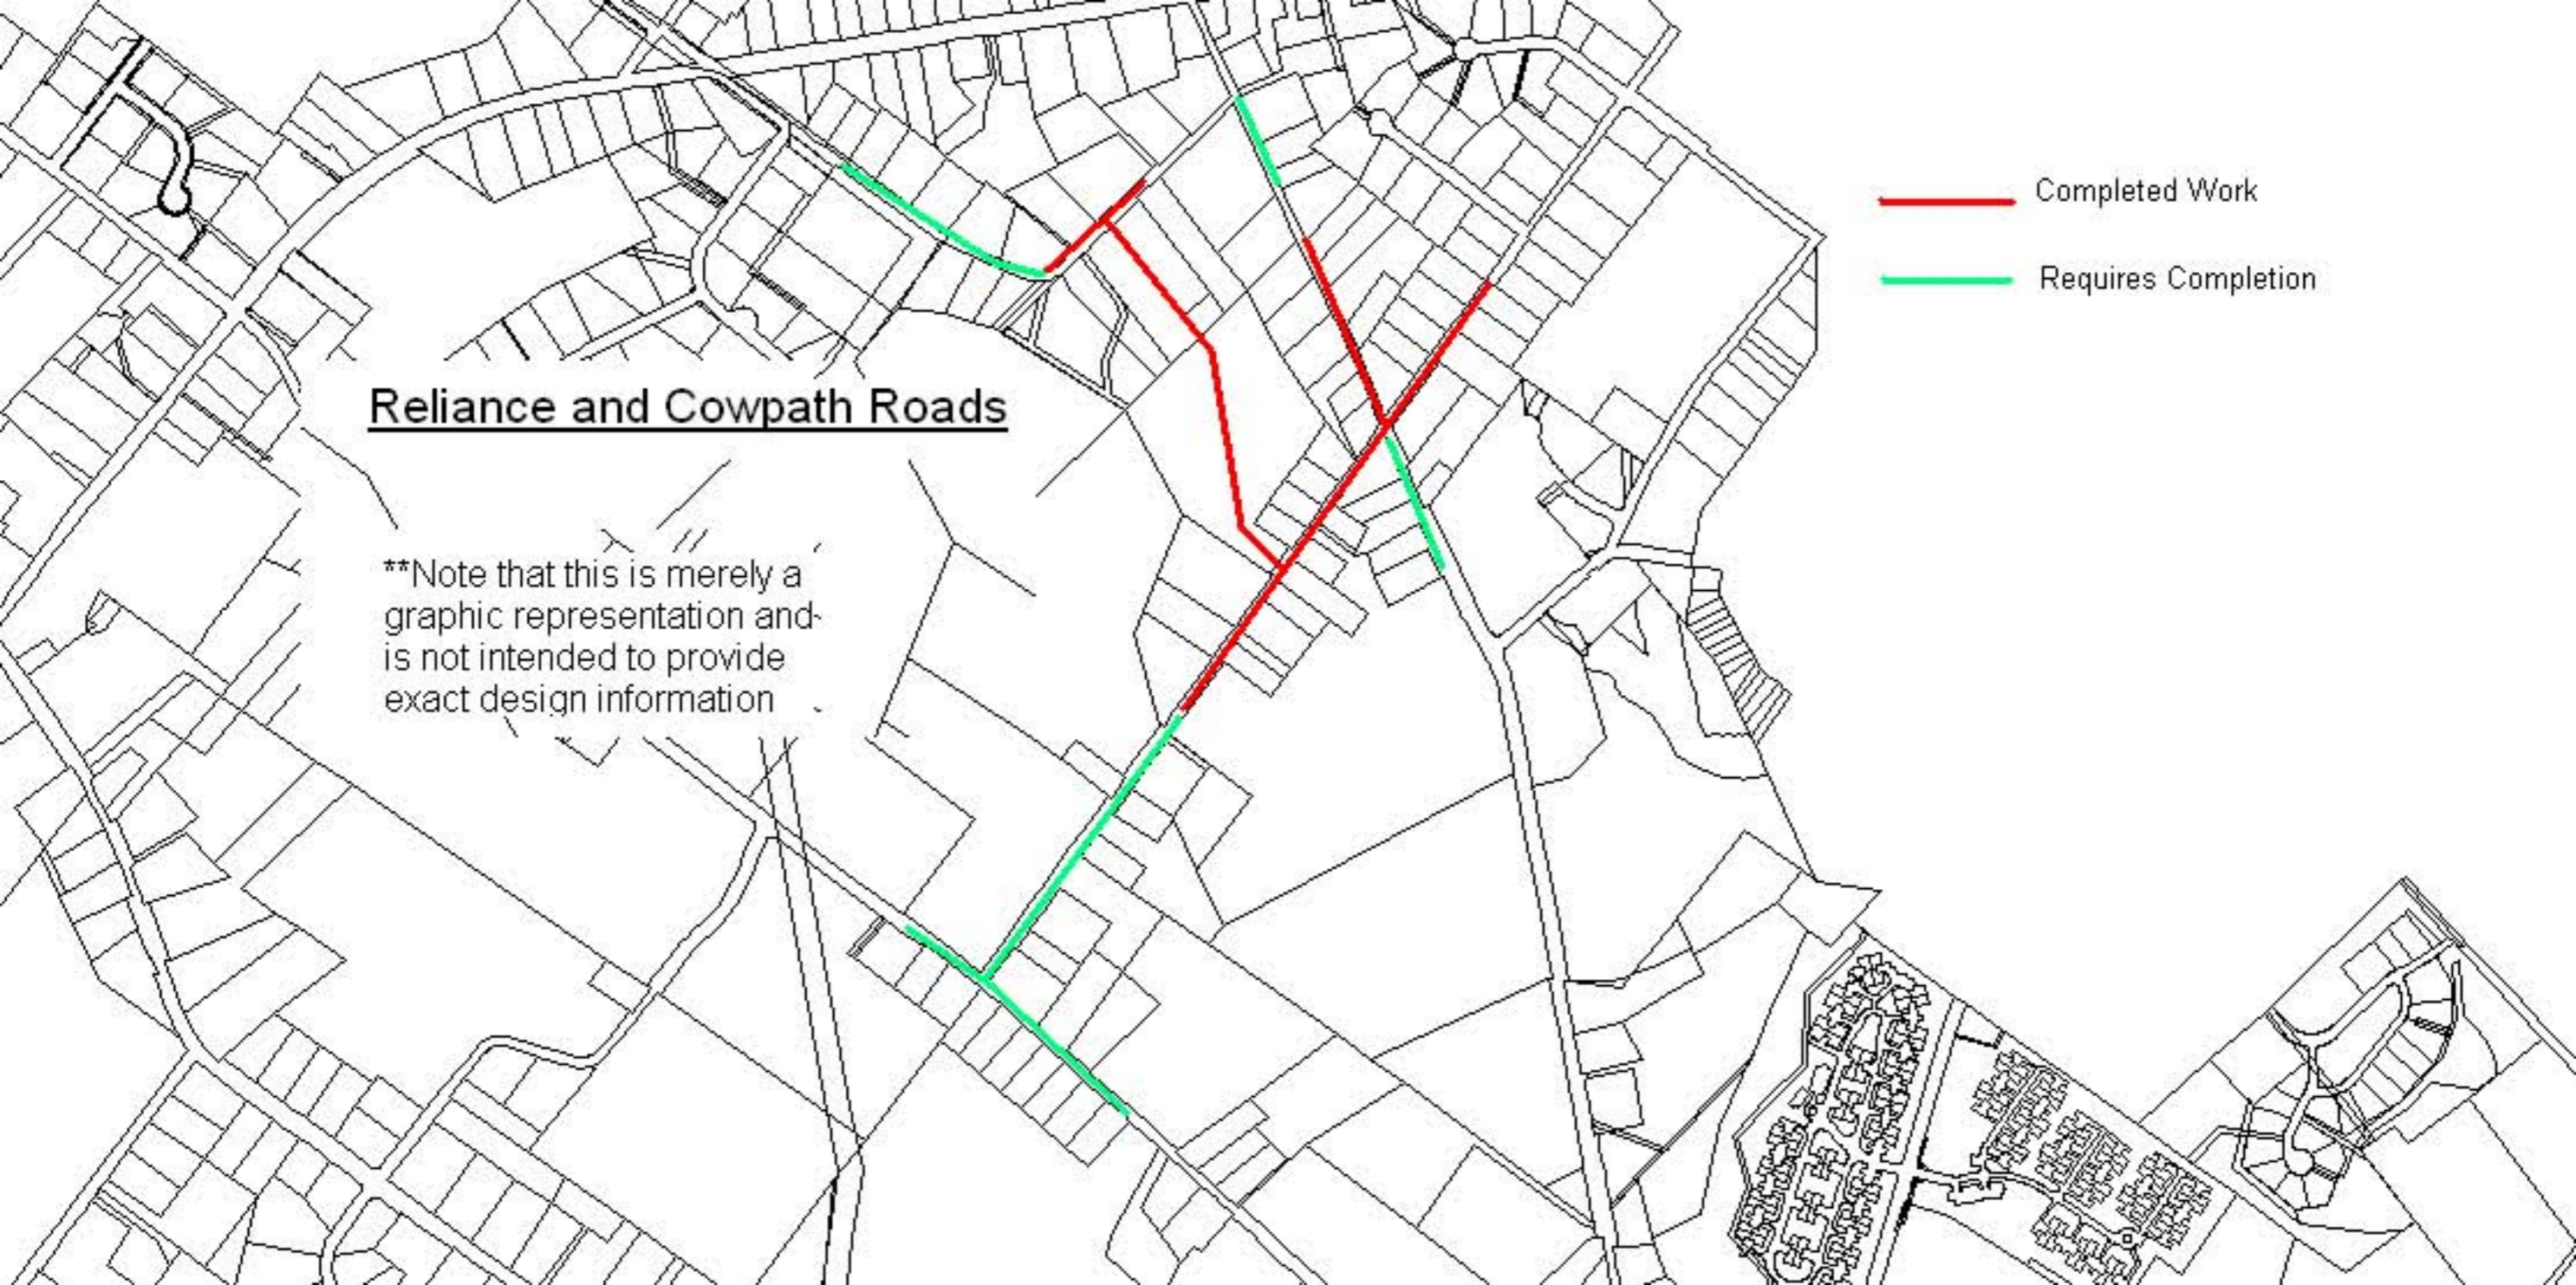 Completed Work
Requires Completion
Reliance and Cowpath Roads
**Note that this is merely a
graphic representation and
is not intended to provide
exact design information